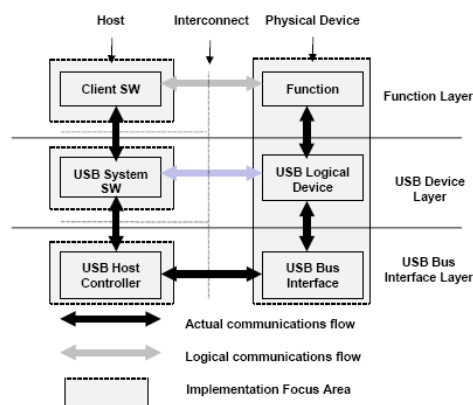 Host
Interconnect
Physical Device
Client SW
Function
Function Layer
USB System
SW
USB Logical
Device
USB Device
Layer
USB Host
Controller
USB Bus
Interface
USB Bus
Interface Layer
Actual communications flow
Logical communications flow
Implementation Focus Area